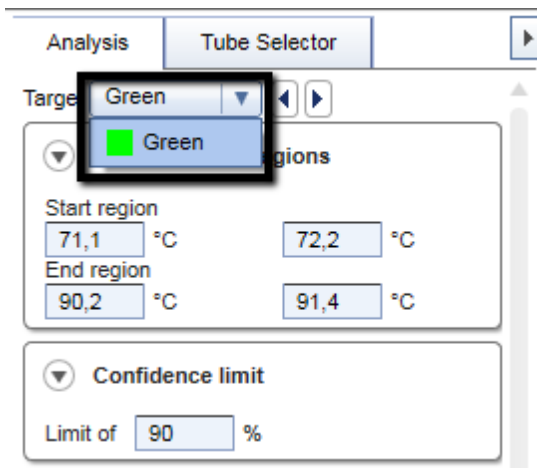 Analysis Tube Selector
Targe Green
Green
gions
Start region
71,1 °C 72,2 °C
End region
90,2 °C 91,4 °C
Confidence limit
Limit of 90 %